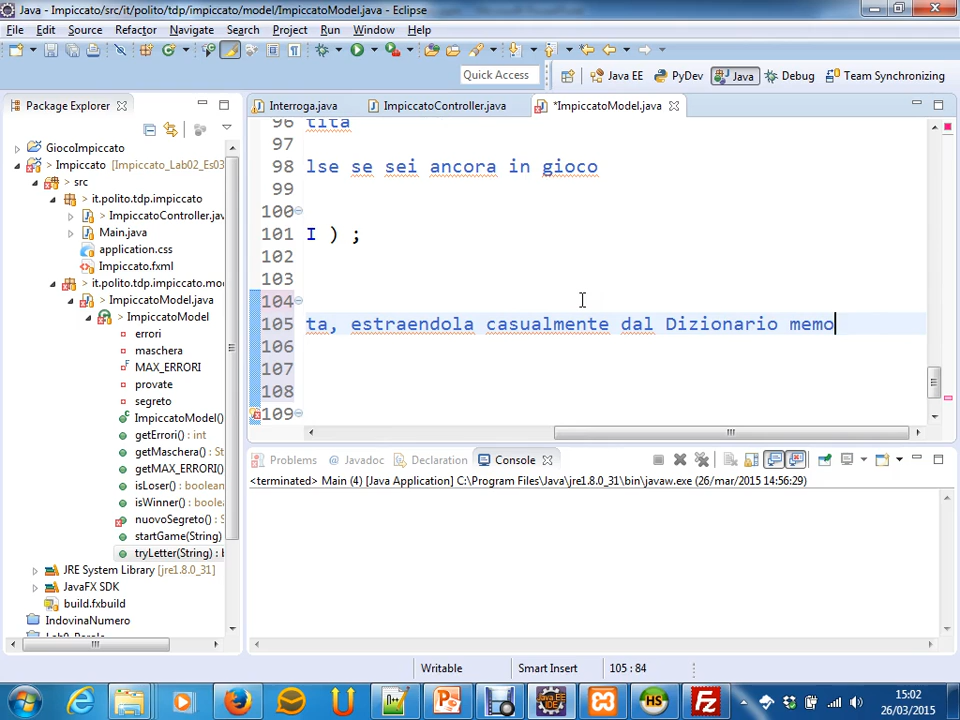 Java - Impiccato/src/it/polito/tdp/impiccato/model/ImpiccatoModel.java - Eclipse
File Edit Source Refactor Navigate Search Project Run Window Help
Quick Access Java EE PyDev Java Debug Team Synchronizing
Package Explorer
Interroga.java ImpiccatoController.java *ImpiccatoModel.java
GiocoImpiccato
Impiccato [Impiccato_Lab02_Es03
src
it.polito.tdp.impiccato
> ImpiccatoController.jav
Main.java
application.css
Impiccato.fxml
it.polito.tdp.impiccato.mo
> ImpiccatoModel.java
ImpiccatoModel
errori
maschera
MAX_ERRORI
provate
segreto
ImpiccatoModel()
getErrori() : int
getMaschera() : St
getMAX_ERRORI()
isLoser() : boolean
isWinner() : boolea
nuovoSegreto() : S
startGame(String)
tryLetter(String) : b
JRE System Library [jre1.8.0_31]
JavaFX SDK
build.fxbuild
IndovinaNumero
Lab0_Parole
96 tita
97
98 lse se sei ancora in gioco
99
100
101 I ) ;
102
103
104
105 ta, estraendola casualmente dal Dizionario memo
106
107
108
109
Problems Javadoc Declaration Console
<terminated> Main (4) [Java Application] C:\Program Files\Java\jre1.8.0_31\bin\javaw.exe (26/mar/2015 14:56:29)
Writable Smart Insert 105 : 84
15:02
26/03/2015